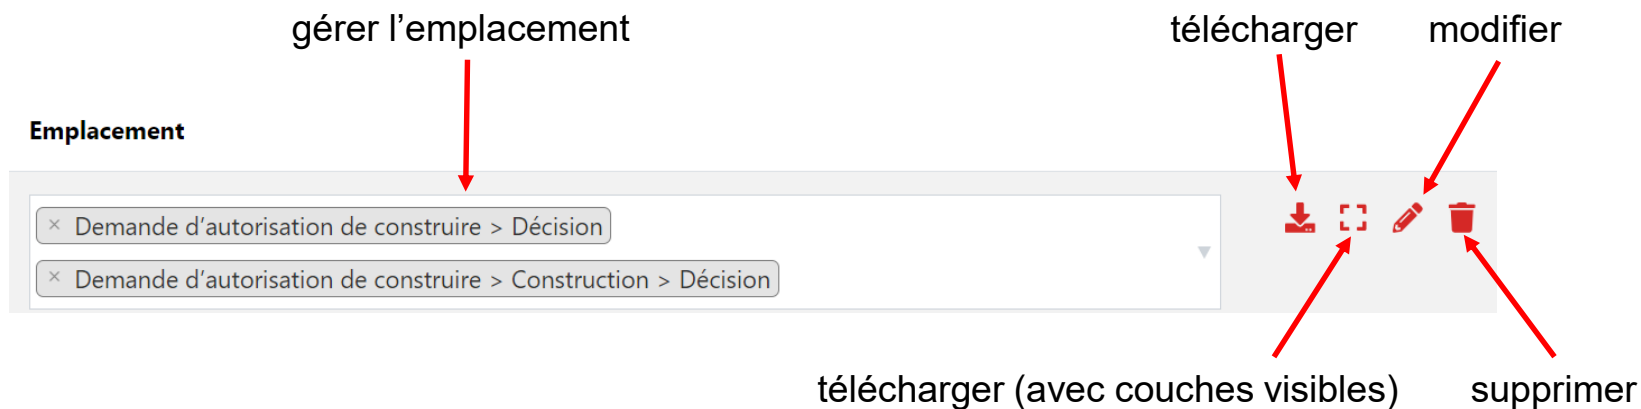 gérer l’emplacement
télécharger
modifier
Emplacement
× Demande d’autorisation de construire > Décision
× Demande d’autorisation de construire > Construction > Décision
télécharger (avec couches visibles)
supprimer